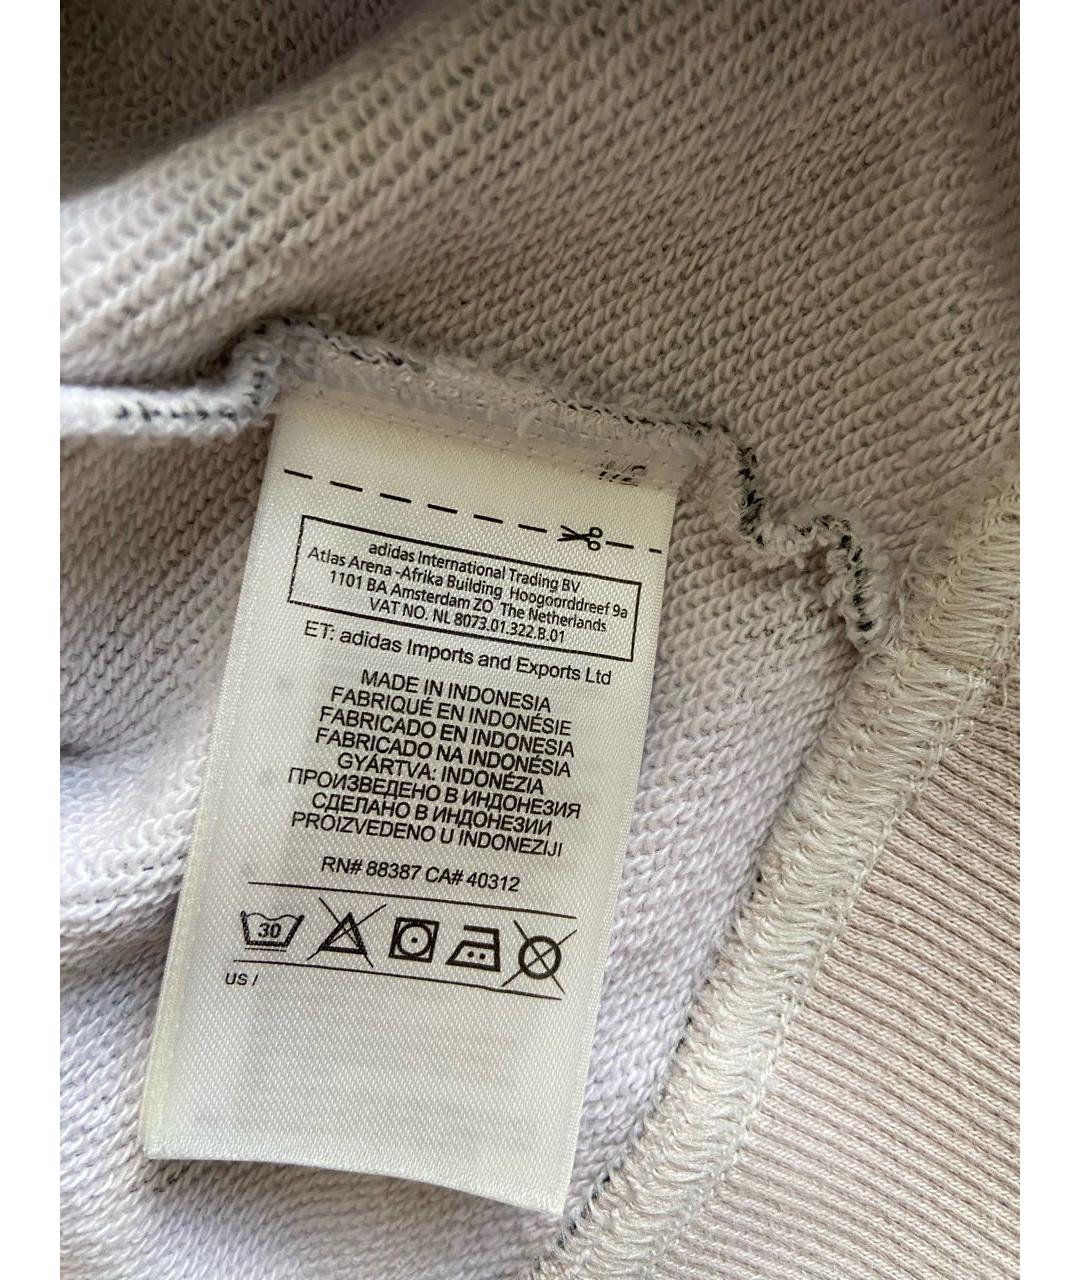 adidas International Trading BV
Atlas Arena -Afrika Building Hoogoorddreef 9a
1101 BA Amsterdam ZO The Netherlands
VAT NO. NL 8073.01.322.B.01
ET: adidas Imports and Exports Ltd
MADE IN INDONESIA
FABRIQUÉ EN INDONÉSIE
FABRICADO EN INDONESIA
FABRICADO NA INDONÉSIA
GYÁRTVA: INDONÉZIA
ПРОИЗВЕДЕНО В ИНДОНЕЗИЯ
СДЕЛАНО В ИНДОНЕЗИИ
PROIZVEDENO U INDONEZIJI
RN# 88387 CA# 40312
30
US /